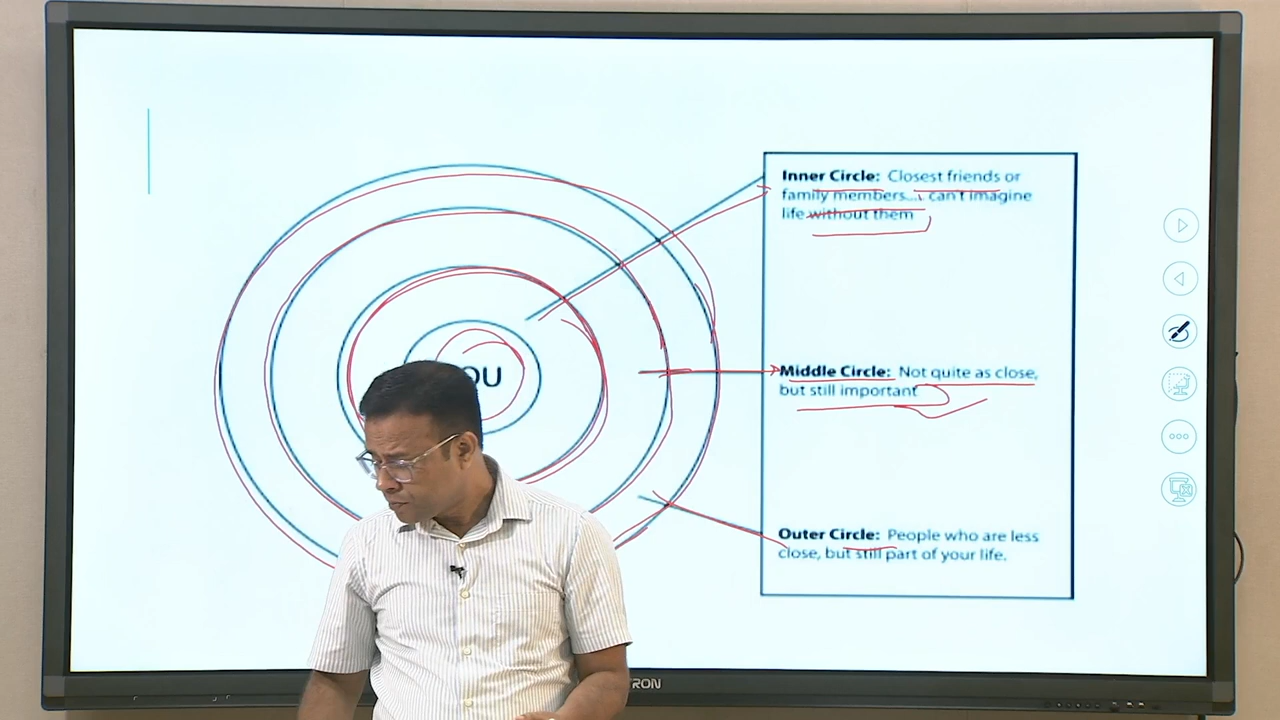 Inner Circle: Closest friends or
family members... can't imagine
life without them
OU
Middle Circle: Not quite as close,
but still important
Outer Circle: People who are less
close, but still part of your life.
TRON